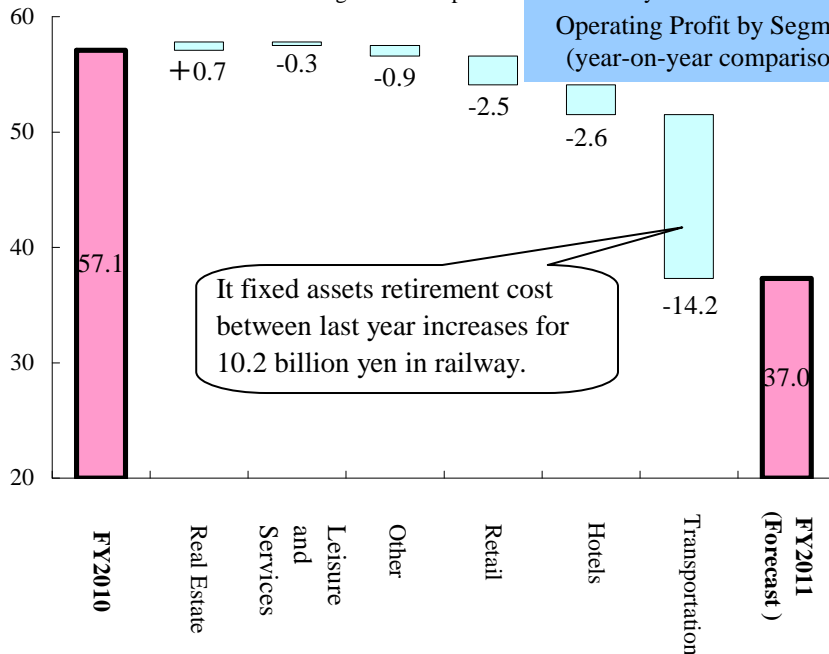 Operating Profit by Segm
(year-on-year compariso
60
50
40
30
20
57.1
+0.7
-0.3
-0.9
-2.5
-2.6
-14.2
37.0
It fixed assets retirement cost
between last year increases for
10.2 billion yen in railway.
FY2010
Real Estate
Leisure
and
Services
Other
Retail
Hotels
Transportation
FY2011
(Forecast )